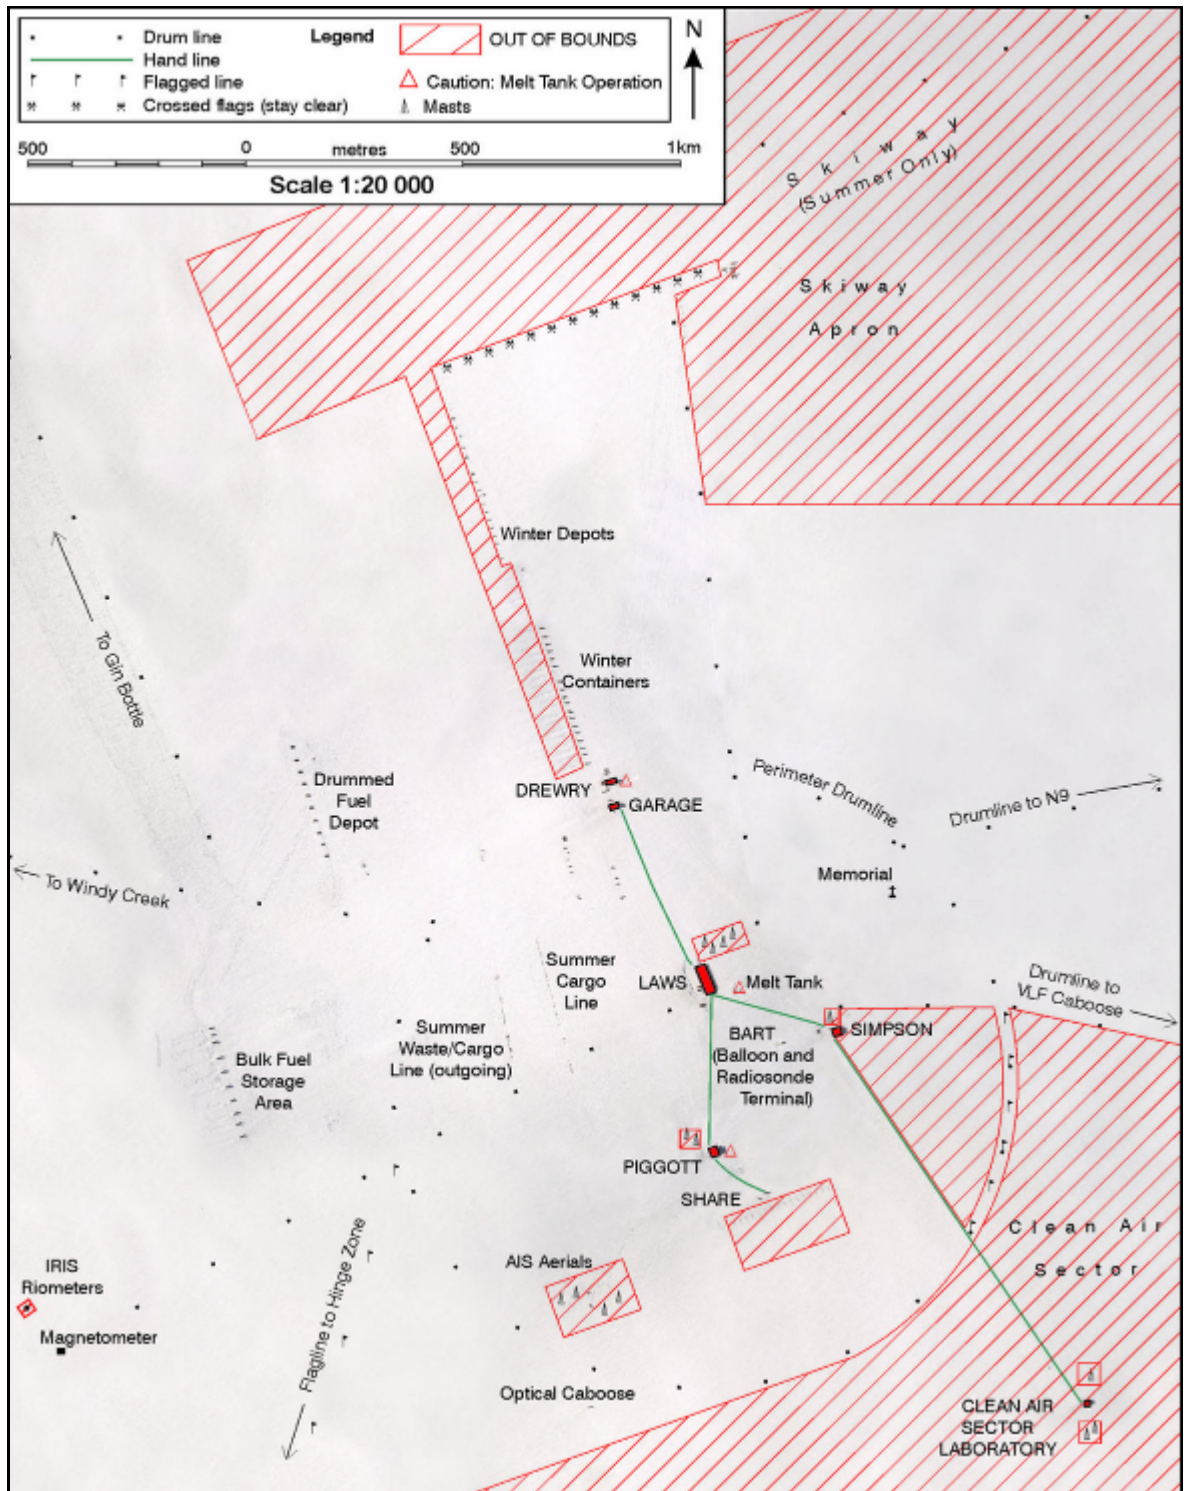 Drum line
Legend
OUT OF BOUNDS
N
Hand line
Flagged line
Caution: Melt Tank Operation
Crossed flags (stay clear)
Masts
500 0 metres 500 1km
Scale 1:20 000
Skiway
(Summer Only)
Skiway
Apron
Winter Depots
To Gin Bottle
Winter
Containers
Drummed
Fuel
Depot
DREWRY
GARAGE
Perimeter Drumline
Drumline to N9
To Windy Creek
Memorial
Summer
Cargo
Line
LAWS
Melt Tank
Drumline to
VLF Caboose
Summer
Waste/Cargo
Line (outgoing)
BART
(Balloon and
Radiosonde
Terminal)
SIMPSON
Bulk Fuel
Storage
Area
PIGGOTT
SHARE
Clean Air
Sector
Flagline to Hinge Zone
AIS Aerials
IRIS
Riometers
Magnetometer
Optical Caboose
CLEAN AIR
SECTOR
LABORATORY